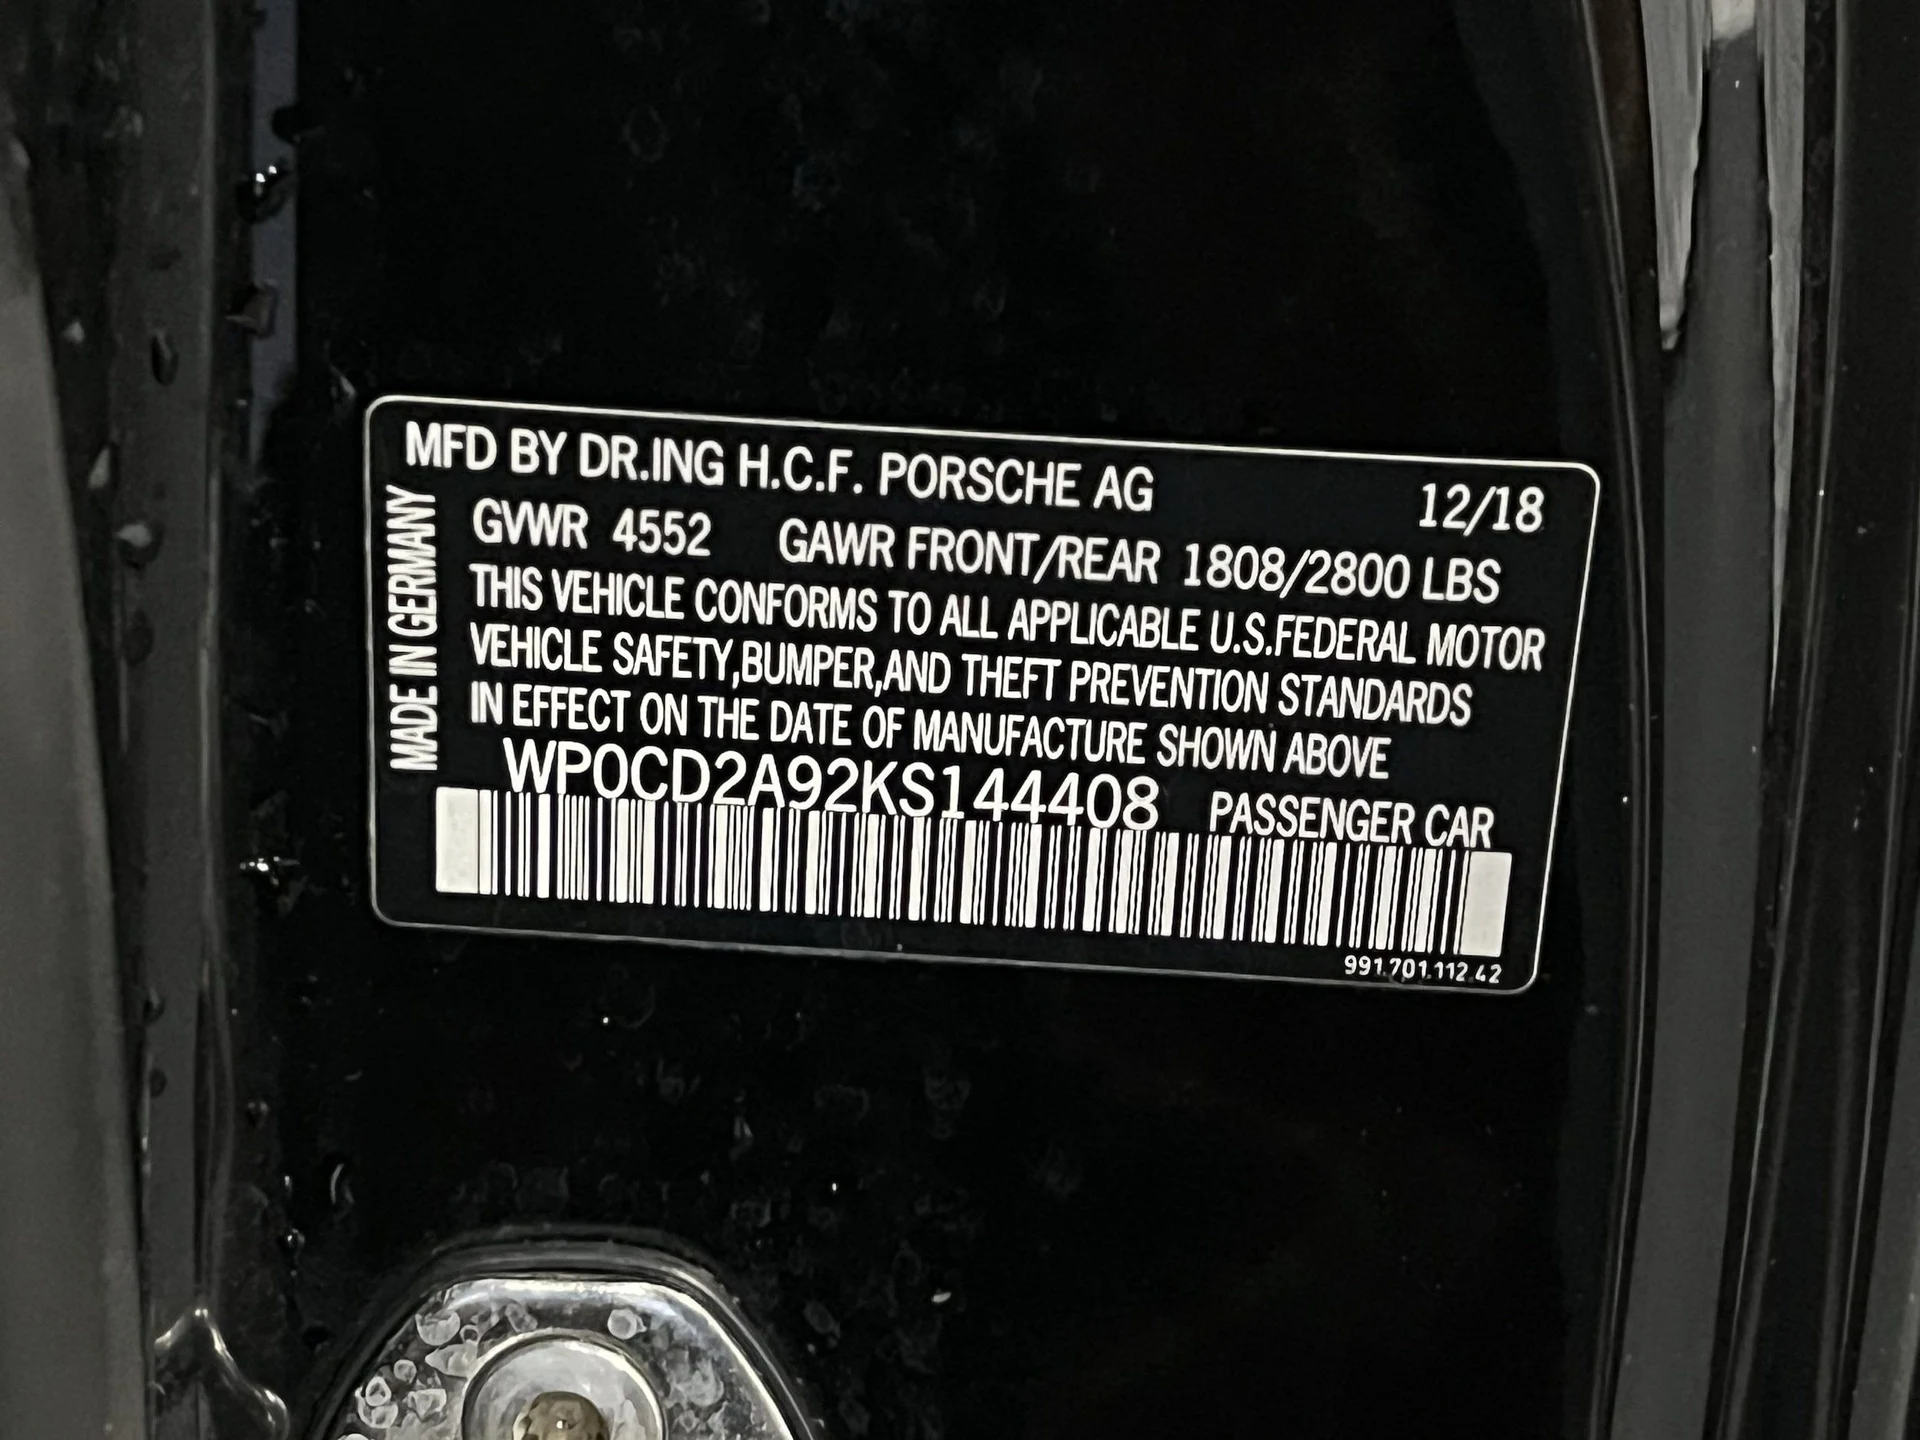 MFD BY DR.ING H.C.F. PORSCHE AG 12/18
MADE IN GERMANY
GVWR 4552 GAWR FRONT/REAR 1808/2800 LBS
THIS VEHICLE CONFORMS TO ALL APPLICABLE U.S.FEDERAL MOTOR
VEHICLE SAFETY,BUMPER,AND THEFT PREVENTION STANDARDS
IN EFFECT ON THE DATE OF MANUFACTURE SHOWN ABOVE
WP0CD2A92KS144408 PASSENGER CAR
991.701.112.42